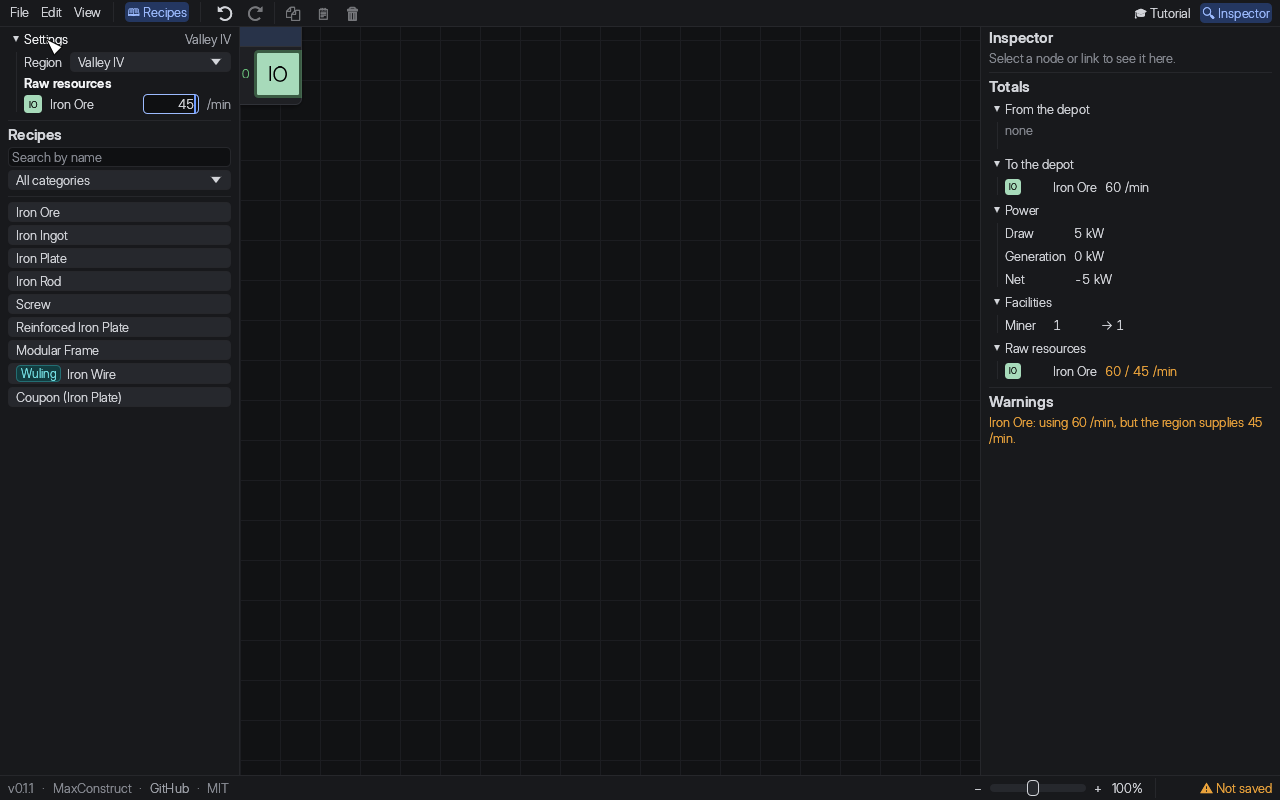 File Edit View Recipes Tutorial Inspector
Settings Valley IV
Region Valley IV
Raw resources
IO Iron Ore 45 /min
Recipes
Search by name
All categories
Iron Ore
Iron Ingot
Iron Plate
Iron Rod
Screw
Reinforced Iron Plate
Modular Frame
Wuling Iron Wire
Coupon (Iron Plate)
0 IO
Inspector
Select a node or link to see it here.
Totals
From the depot
none
To the depot
IO Iron Ore 60 /min
Power
Draw 5 kW
Generation 0 kW
Net -5 kW
Facilities
Miner 1 → 1
Raw resources
IO Iron Ore 60 / 45 /min
Warnings
Iron Ore: using 60 /min, but the region supplies 45
/min.
v0.1.1 · MaxConstruct · GitHub · MIT − + 100% Not saved